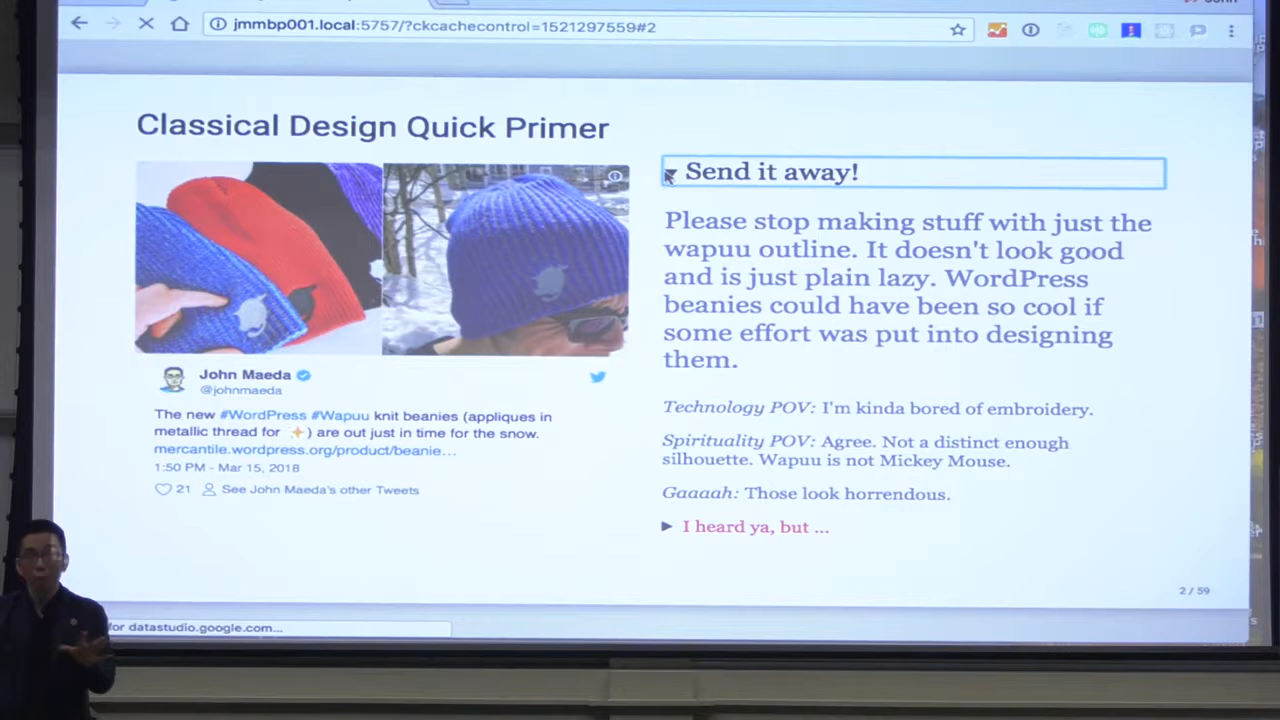 jmmbp001.local:5757/?ckcachecontrol=1521297559#2
Classical Design Quick Primer
John Maeda
@johnmaeda
The new #WordPress #Wapuu knit beanies (appliques in
metallic thread for ✨) are out just in time for the snow.
mercantile.wordpress.org/product/beanie…
1:50 PM - Mar 15, 2018
21 See John Maeda's other Tweets
Send it away!
Please stop making stuff with just the
wapuu outline. It doesn't look good
and is just plain lazy. WordPress
beanies could have been so cool if
some effort was put into designing
them.
Technology POV: I'm kinda bored of embroidery.
Spirituality POV: Agree. Not a distinct enough
silhouette. Wapuu is not Mickey Mouse.
Gaaaah: Those look horrendous.
I heard ya, but ...
2 / 59
for datastudio.google.com...